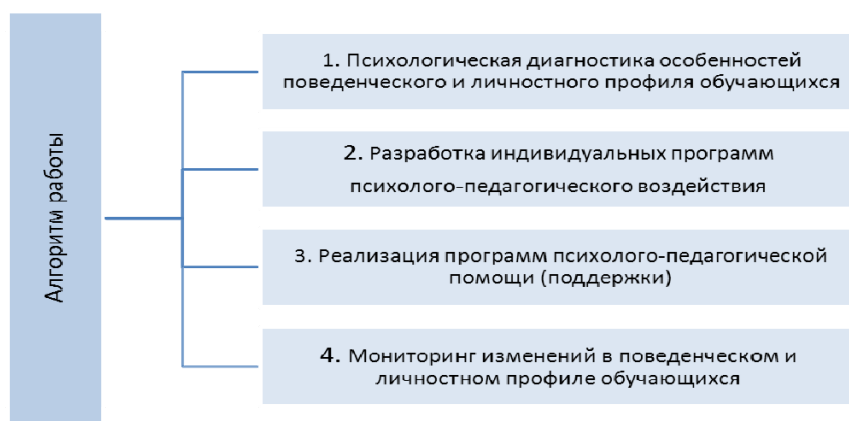 Алгоритм работы
1. Психологическая диагностика особенностей
поведенческого и личностного профиля обучающихся
2. Разработка индивидуальных программ
психолого-педагогического воздействия
3. Реализация программ психолого-педагогической
помощи (поддержки)
4. Мониторинг изменений в поведенческом и
личностном профиле обучающихся